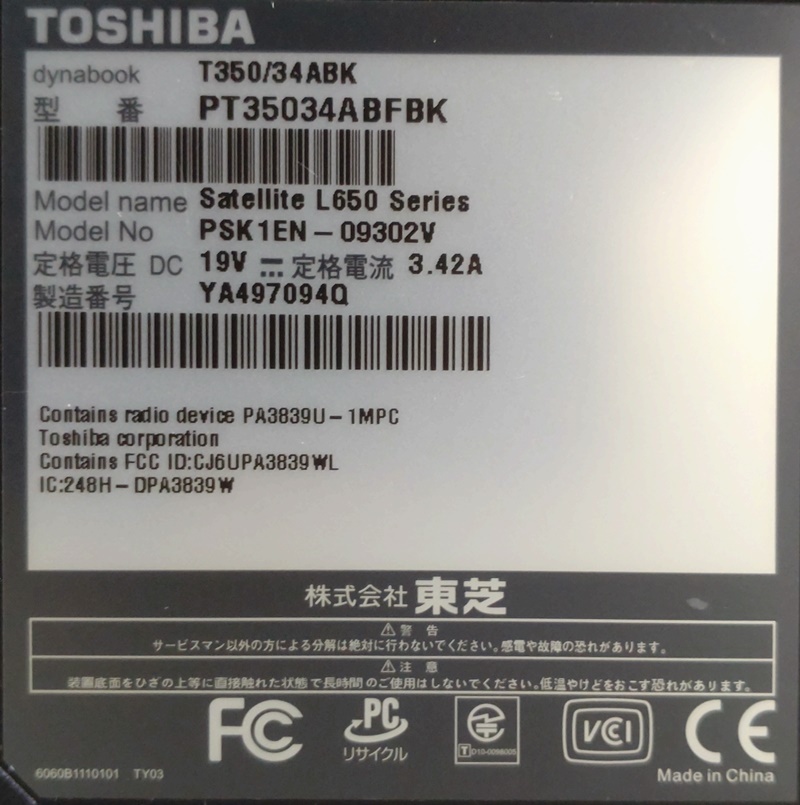 TOSHIBA
dynabook T350/34ABK
型番 PT35034ABFBK
Model name Satellite L650 Series
Model No PSK1EN-09302V
定格電圧 DC 19V 定格電流 3.42A
製造番号 YA497094Q
Contains radio device PA3839U-1MPC
Toshiba corporation
Contains FCC ID:CJ6UPA3839WL
IC:248H-DPA3839W
株式会社 東芝
⚠警告
サービスマン以外の方による分解は絶対に行わないでください。感電や故障の恐れがあります。
⚠注意
装置底面をひざの上等に直接触れた状態で長時間のご使用はしないでください。低温やけどをおこす恐れがあります。
FC PC VCI CE
リサイクル
6060B1110101 TY03
Made in China